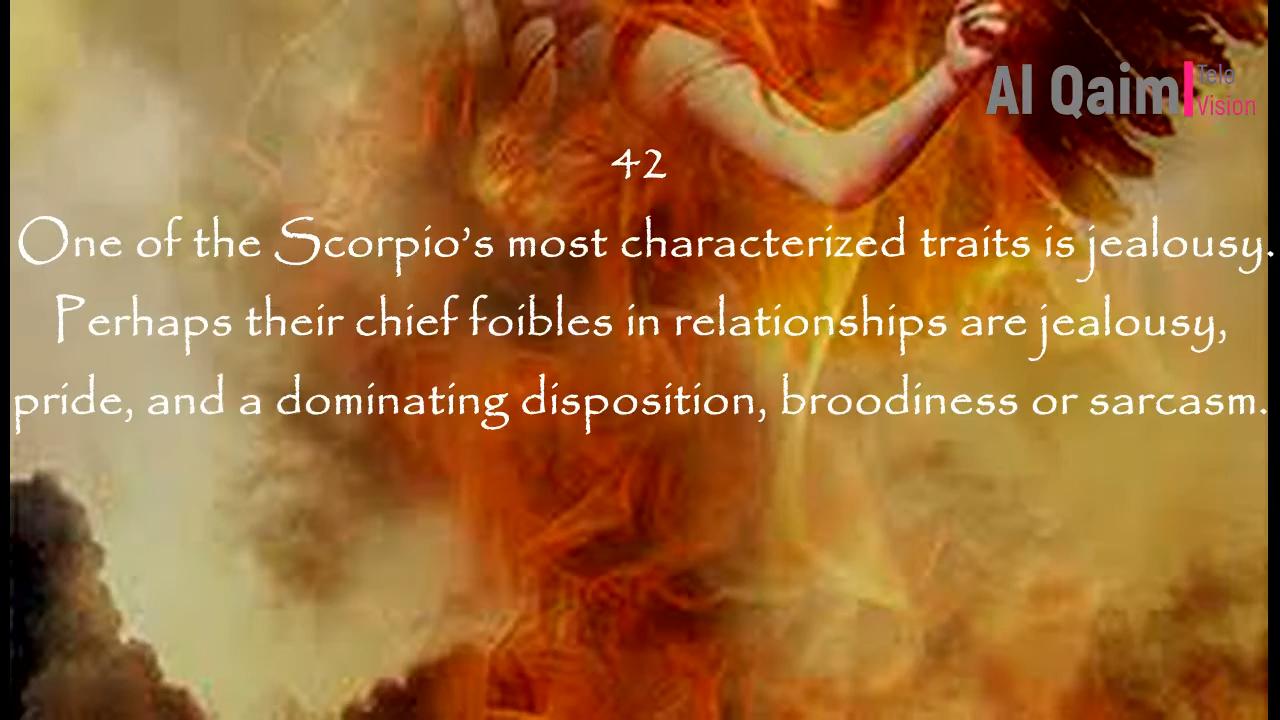 Al Qaim Tele
Vision
42
One of the Scorpio's most characterized traits is jealousy.
Perhaps their chief foibles in relationships are jealousy,
pride, and a dominating disposition, broodiness or sarcasm.